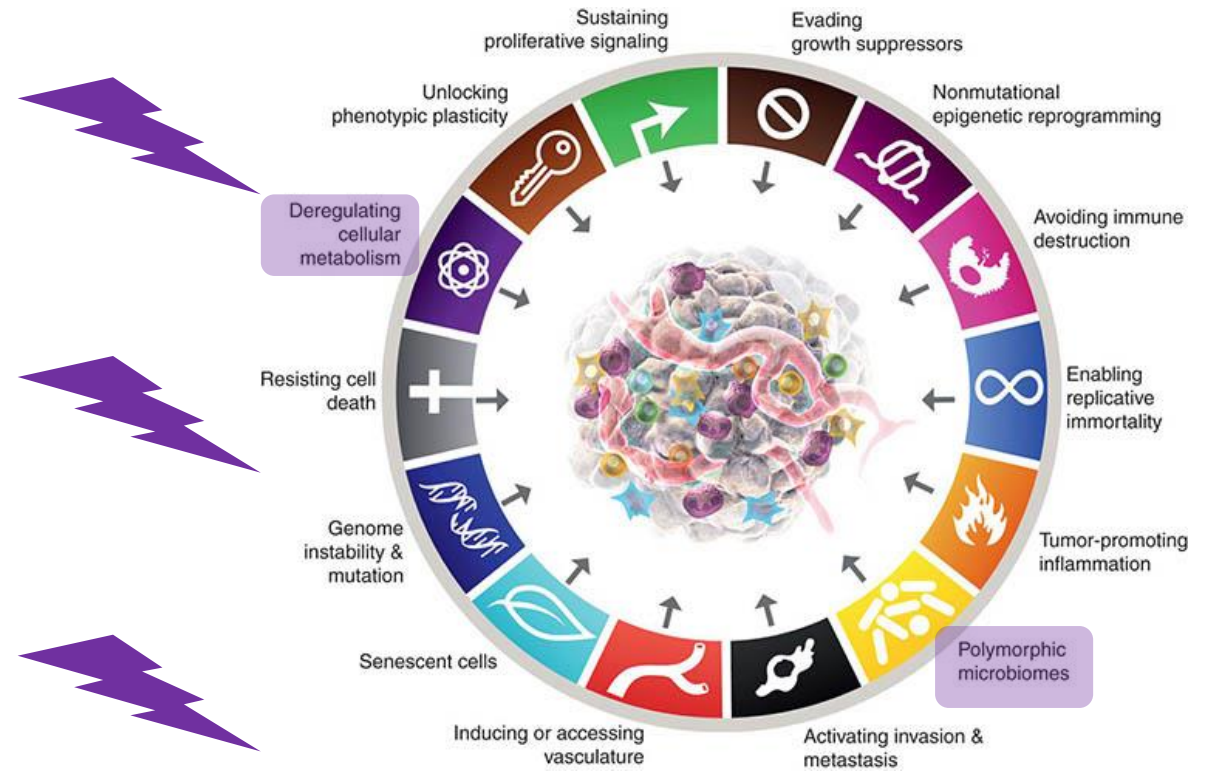 Sustaining
proliferative signaling
Evading
growth suppressors
Nonmutational
epigenetic reprogramming
Avoiding immune
destruction
Enabling
replicative
immortality
Tumor-promoting
inflammation
Polymorphic
microbiomes
Activating invasion &
metastasis
Inducing or accessing
vasculature
Senescent cells
Genome
instability &
mutation
Resisting cell
death
Deregulating
cellular
metabolism
Unlocking
phenotypic plasticity